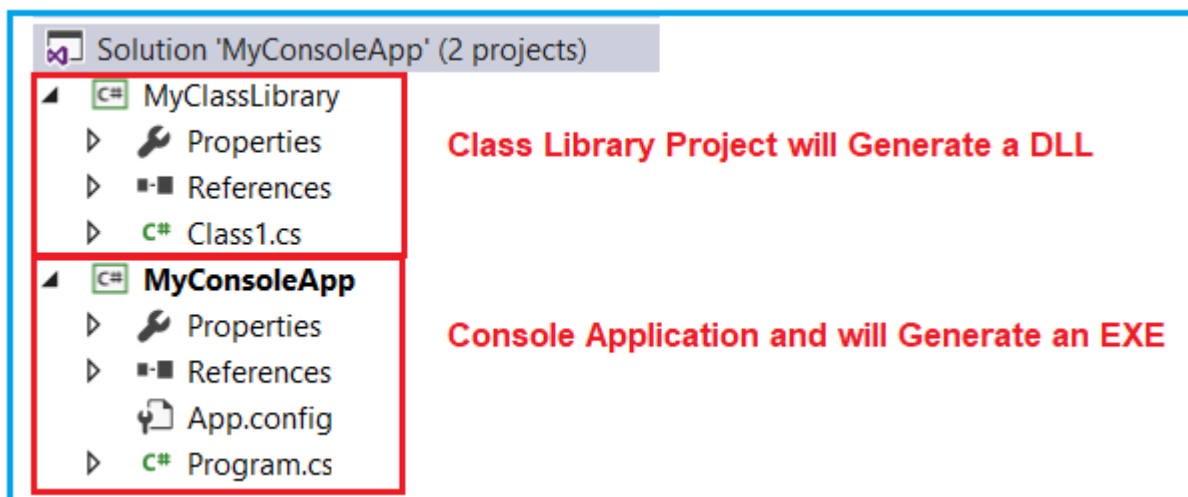 Solution 'MyConsoleApp' (2 projects)
C# MyClassLibrary
Properties
Class Library Project will Generate a DLL
References
C# Class1.cs
C# MyConsoleApp
Properties
Console Application and will Generate an EXE
References
App.config
C# Program.cs